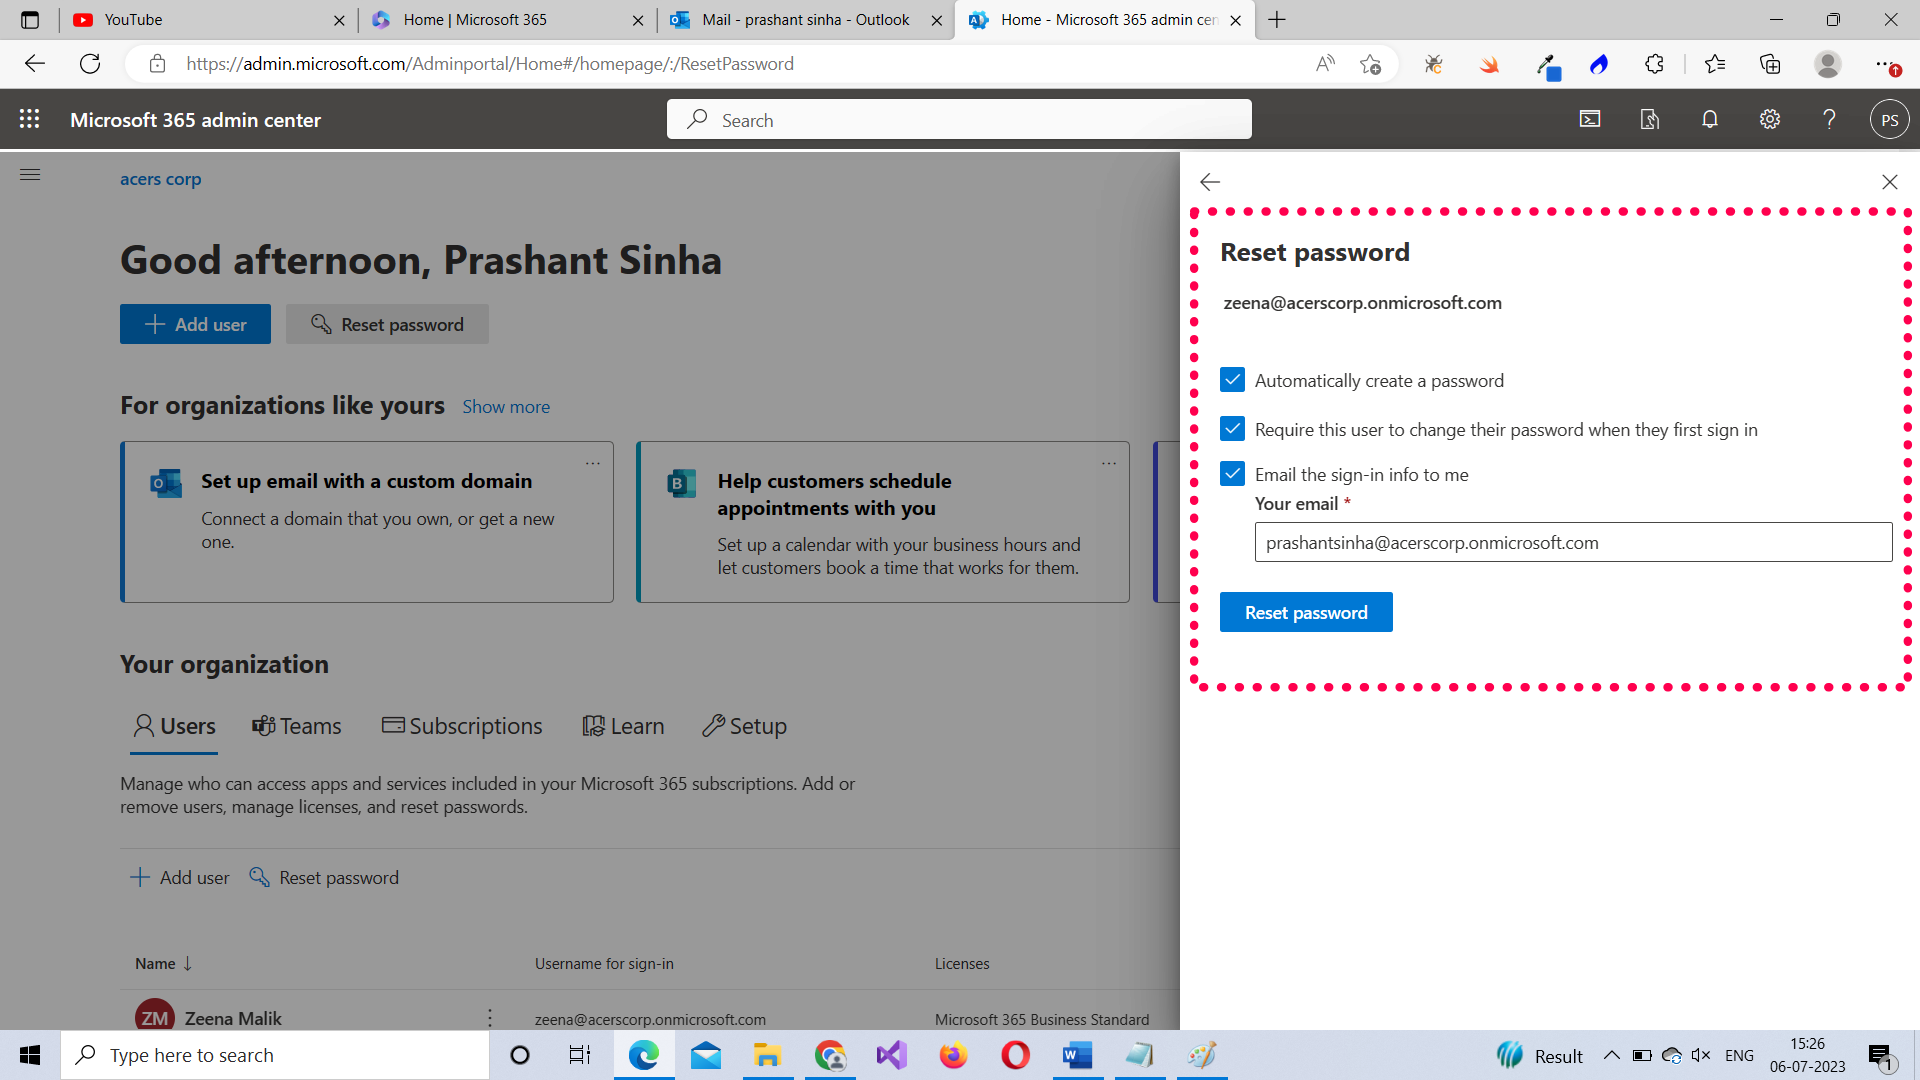 YouTube
Home | Microsoft 365
Mail - prashant sinha - Outlook
Home - Microsoft 365 admin cen
https://admin.microsoft.com/Adminportal/Home#/homepage/:/ResetPassword
Microsoft 365 admin center
Search
PS
acers corp
Good afternoon, Prashant Sinha
Add user
Reset password
For organizations like yours
Show more
Set up email with a custom domain
Connect a domain that you own, or get a new
one.
Help customers schedule
appointments with you
Set up a calendar with your business hours and
let customers book a time that works for them.
Your organization
Users
Teams
Subscriptions
Learn
Setup
Manage who can access apps and services included in your Microsoft 365 subscriptions. Add or
remove users, manage licenses, and reset passwords.
Add user
Reset password
Name
Username for sign-in
Licenses
ZM
Zeena Malik
zeena@acerscorp.onmicrosoft.com
Microsoft 365 Business Standard
Reset password
zeena@acerscorp.onmicrosoft.com
Automatically create a password
Require this user to change their password when they first sign in
Email the sign-in info to me
Your email *
prashantsinha@acerscorp.onmicrosoft.com
Reset password
Type here to search
Result
ENG
15:26
06-07-2023
1